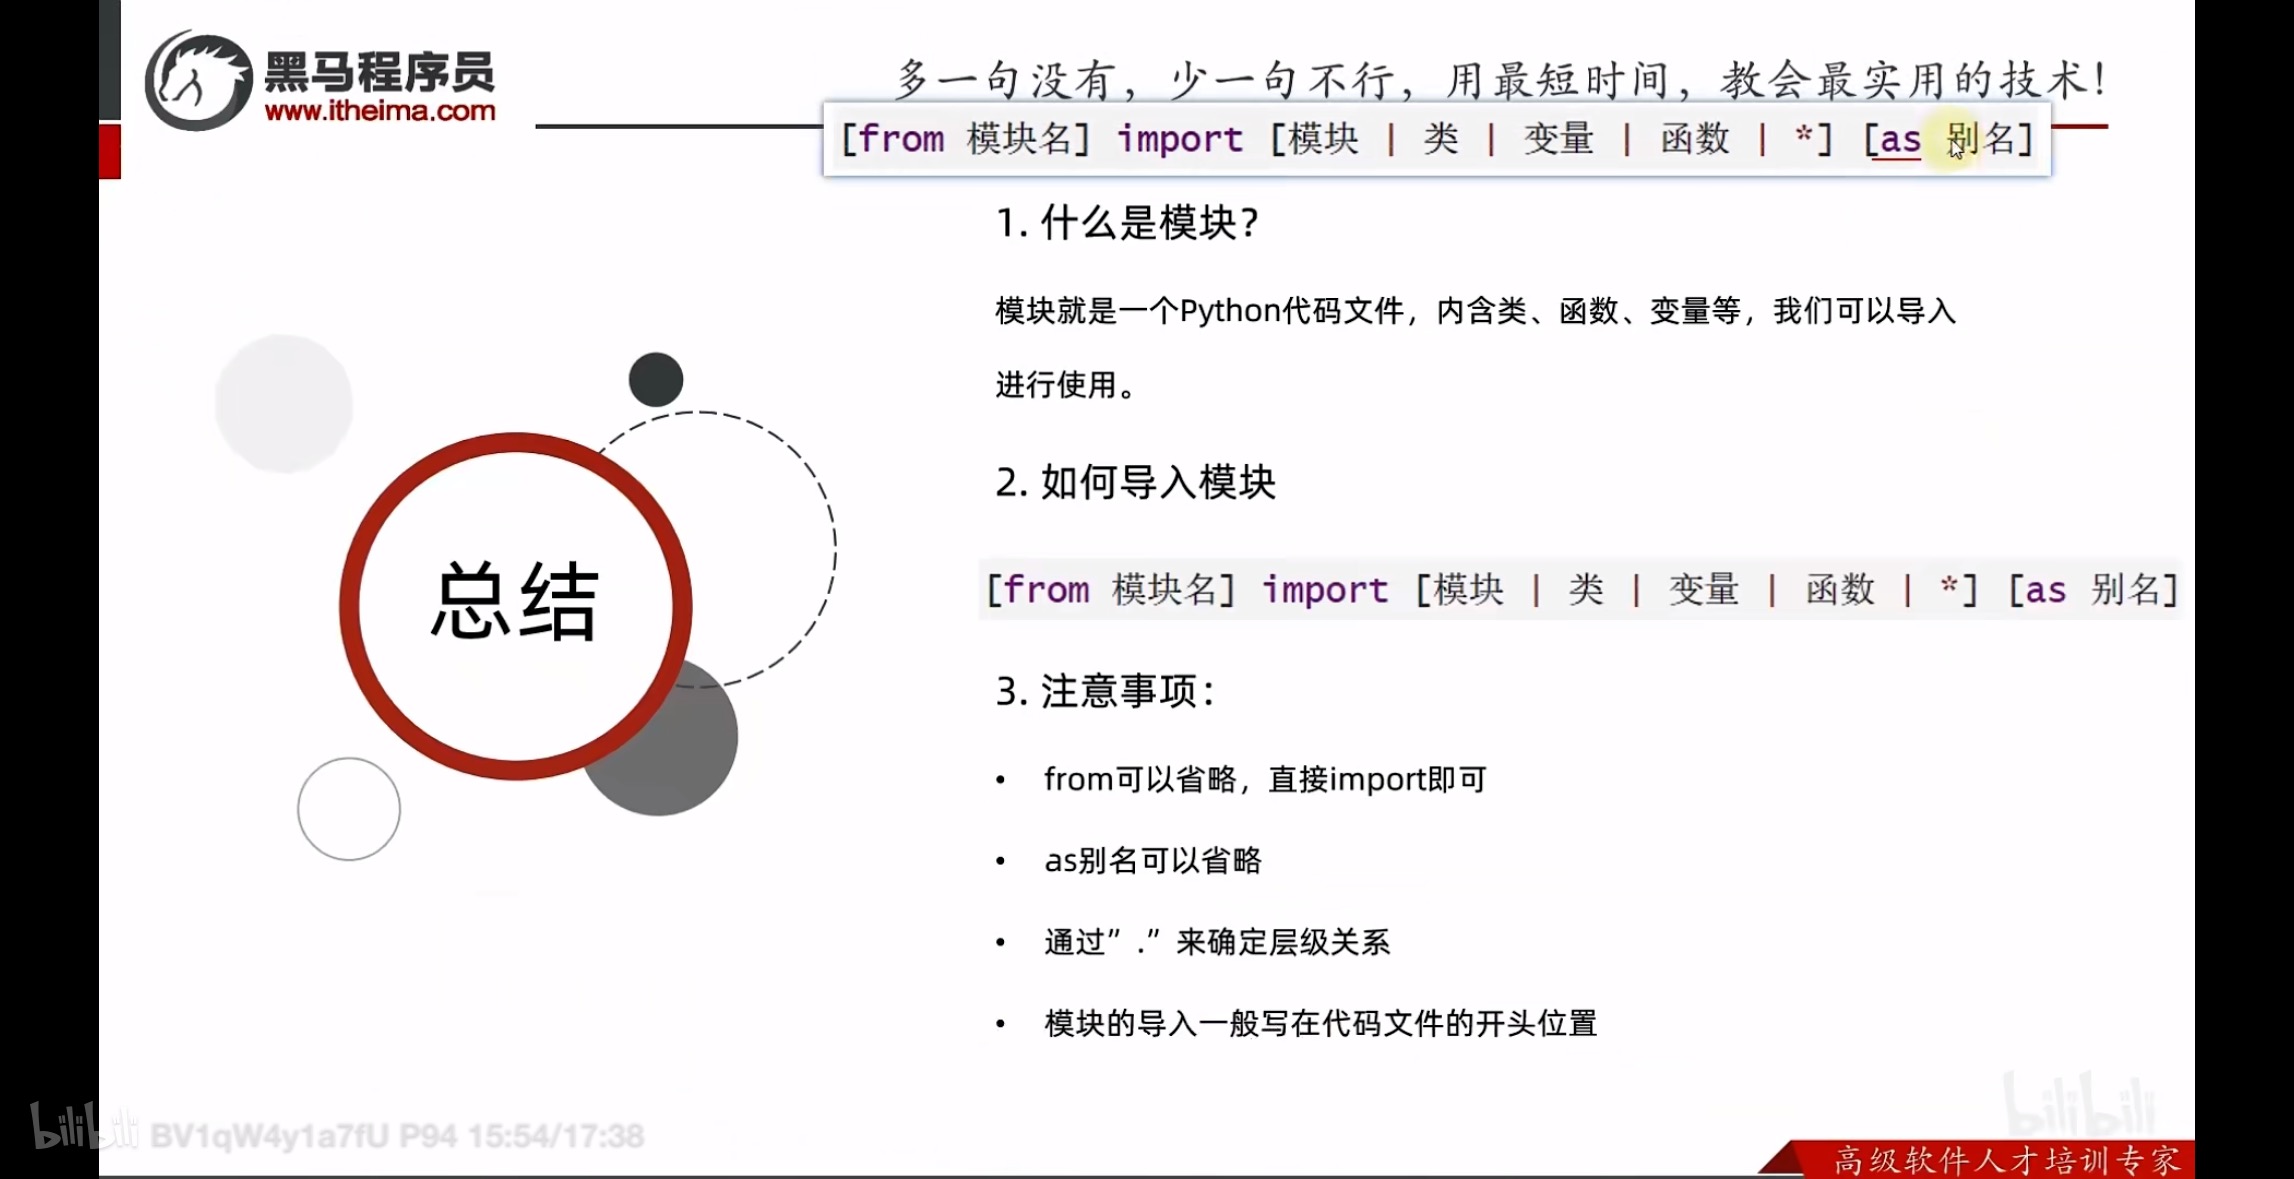 黑马程序员
www.itheima.com
多一句没有，少一句不行，用最短时间，教会最实用的技术！
[from 模块名] import [模块 | 类 | 变量 | 函数 | *] [as 别名]
1. 什么是模块？
模块就是一个Python代码文件，内含类、函数、变量等，我们可以导入
进行使用。
2. 如何导入模块
[from 模块名] import [模块 | 类 | 变量 | 函数 | *] [as 别名]
总结
3. 注意事项：
• from可以省略，直接import即可
• as别名可以省略
• 通过”.”来确定层级关系
• 模块的导入一般写在代码文件的开头位置
bilibili
bilibili BV1qW4y1a7fU P94 15:54/17:38
高级软件人才培训专家